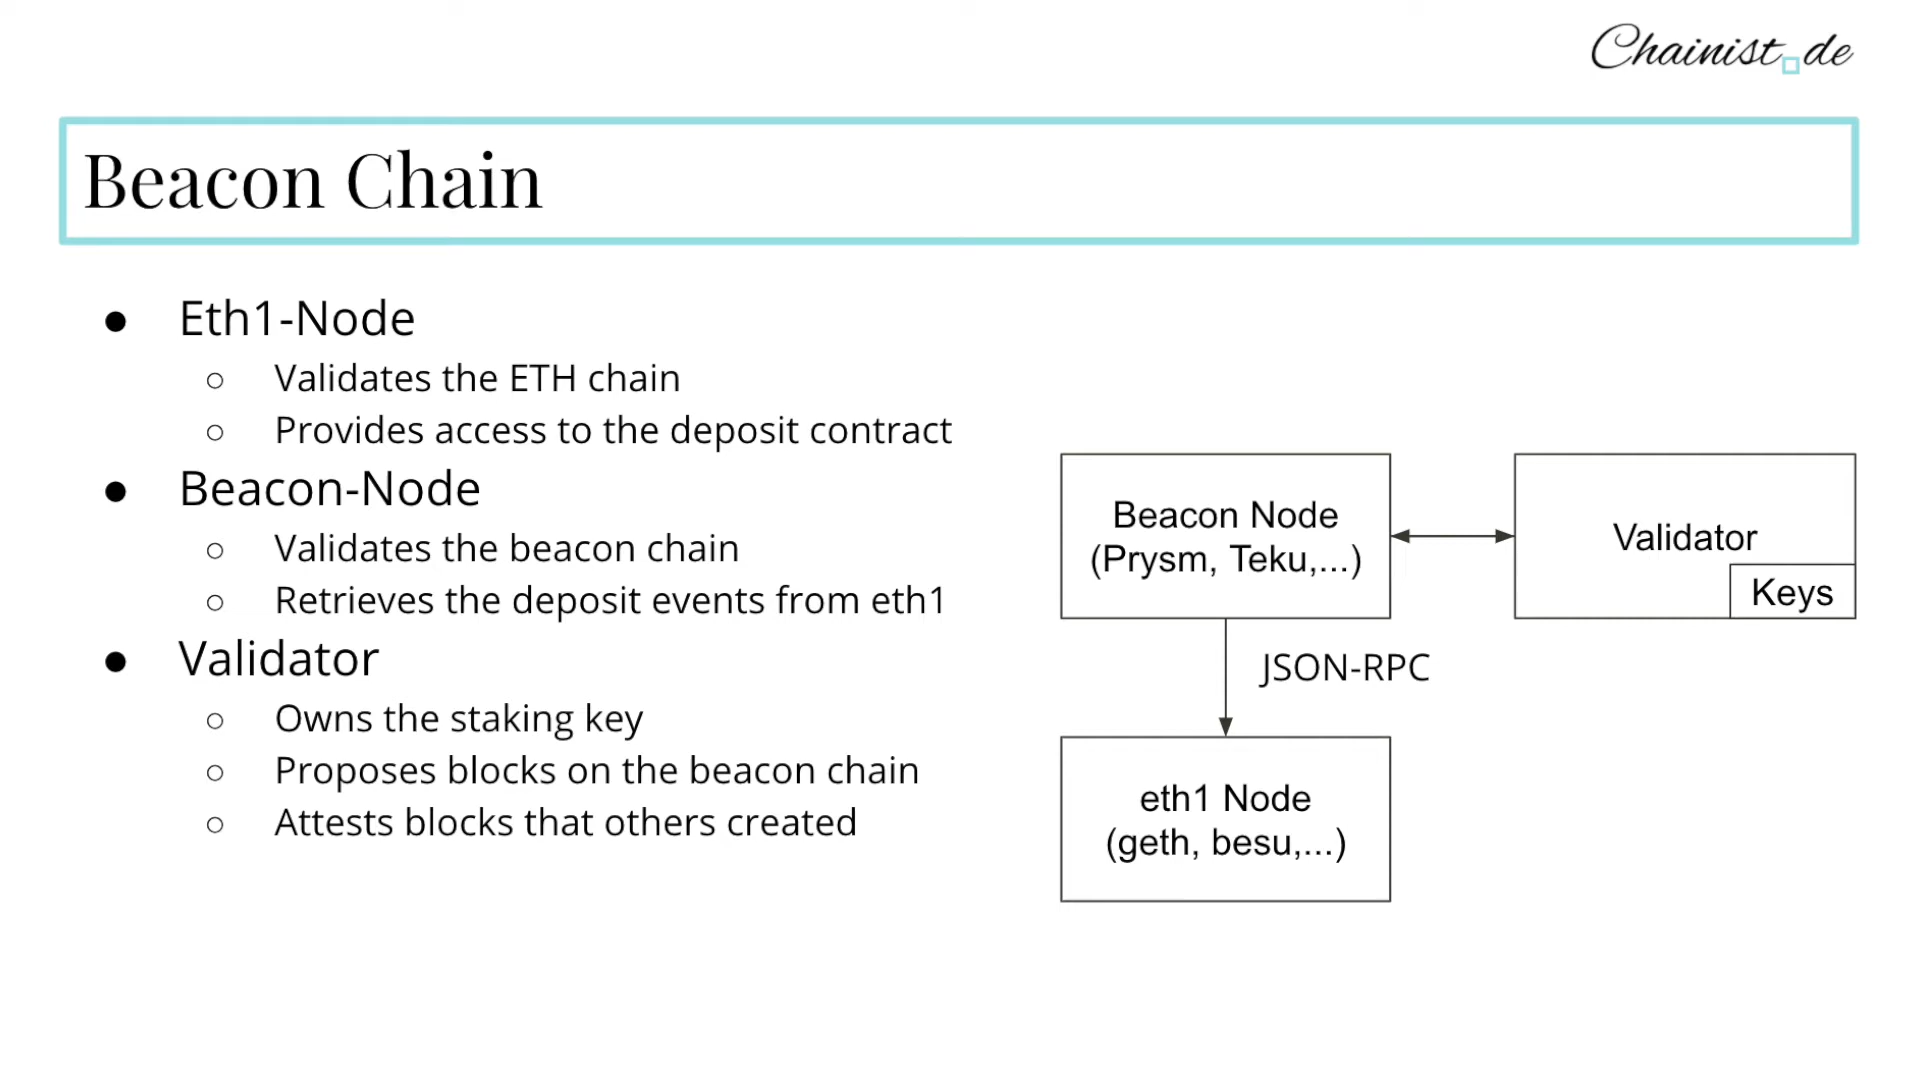 Chainist.de
Beacon Chain
● Eth1-Node
○ Validates the ETH chain
○ Provides access to the deposit contract
● Beacon-Node
○ Validates the beacon chain
○ Retrieves the deposit events from eth1
● Validator
○ Owns the staking key
○ Proposes blocks on the beacon chain
○ Attests blocks that others created
Beacon Node
(Prysm, Teku,...)
Validator
Keys
JSON-RPC
eth1 Node
(geth, besu,...)